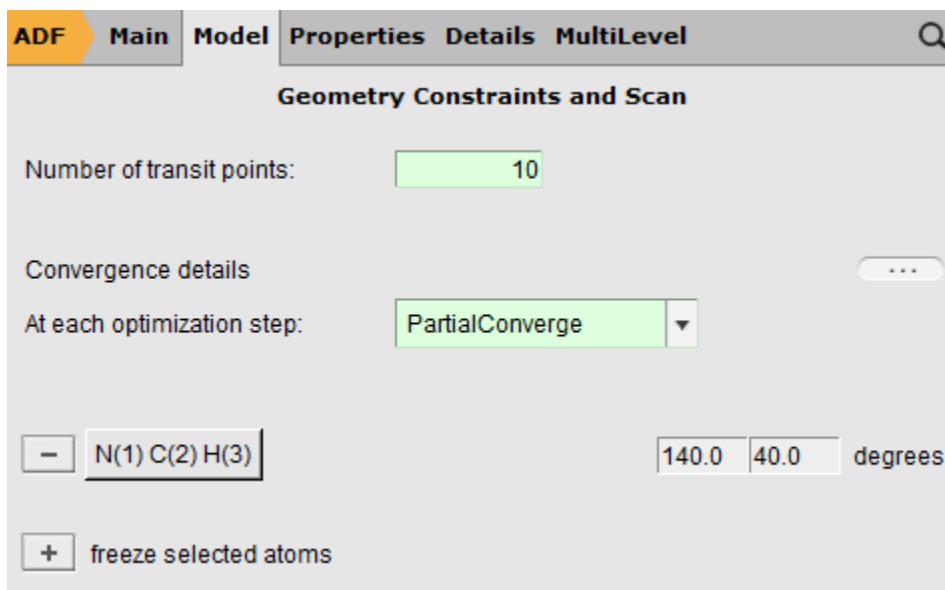 ADF Main Model Properties Details MultiLevel
Geometry Constraints and Scan
Number of transit points: 10
Convergence details ...
At each optimization step: PartialConverge
− N(1) C(2) H(3) 140.0 40.0 degrees
+ freeze selected atoms